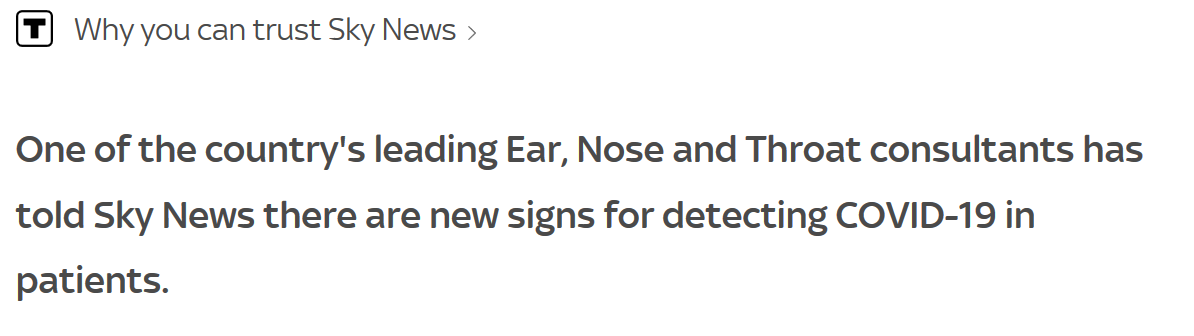 T Why you can trust Sky News >
One of the country's leading Ear, Nose and Throat consultants has
told Sky News there are new signs for detecting COVID-19 in
patients.